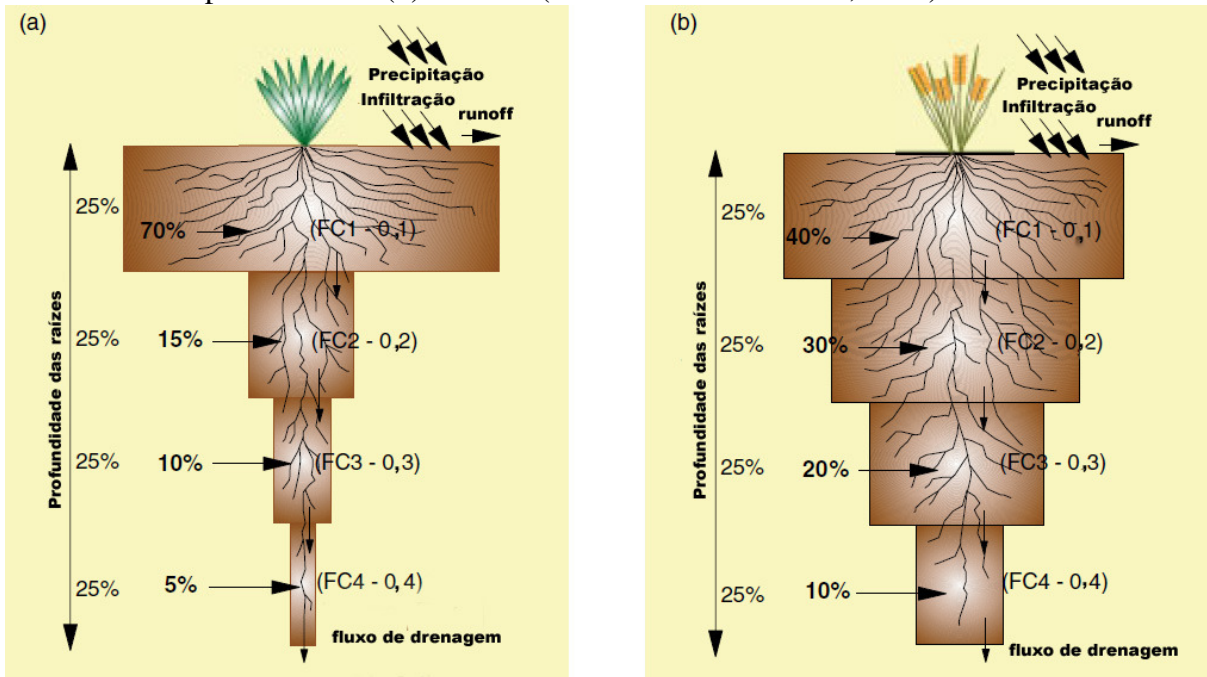 (a)
Precipitação
Infiltração
runoff
Profundidade das raízes
25%
70%
(FC1 - 0,1)
25%
15%
(FC2 - 0,2)
25%
10%
(FC3 - 0,3)
25%
5%
(FC4 - 0,4)
fluxo de drenagem
(b)
Precipitação
Infiltração
runoff
Profundidade das raízes
25%
40%
(FC1 - 0,1)
25%
30%
(FC2 - 0,2)
25%
20%
(FC3 - 0,3)
25%
10%
(FC4 - 0,4)
fluxo de drenagem